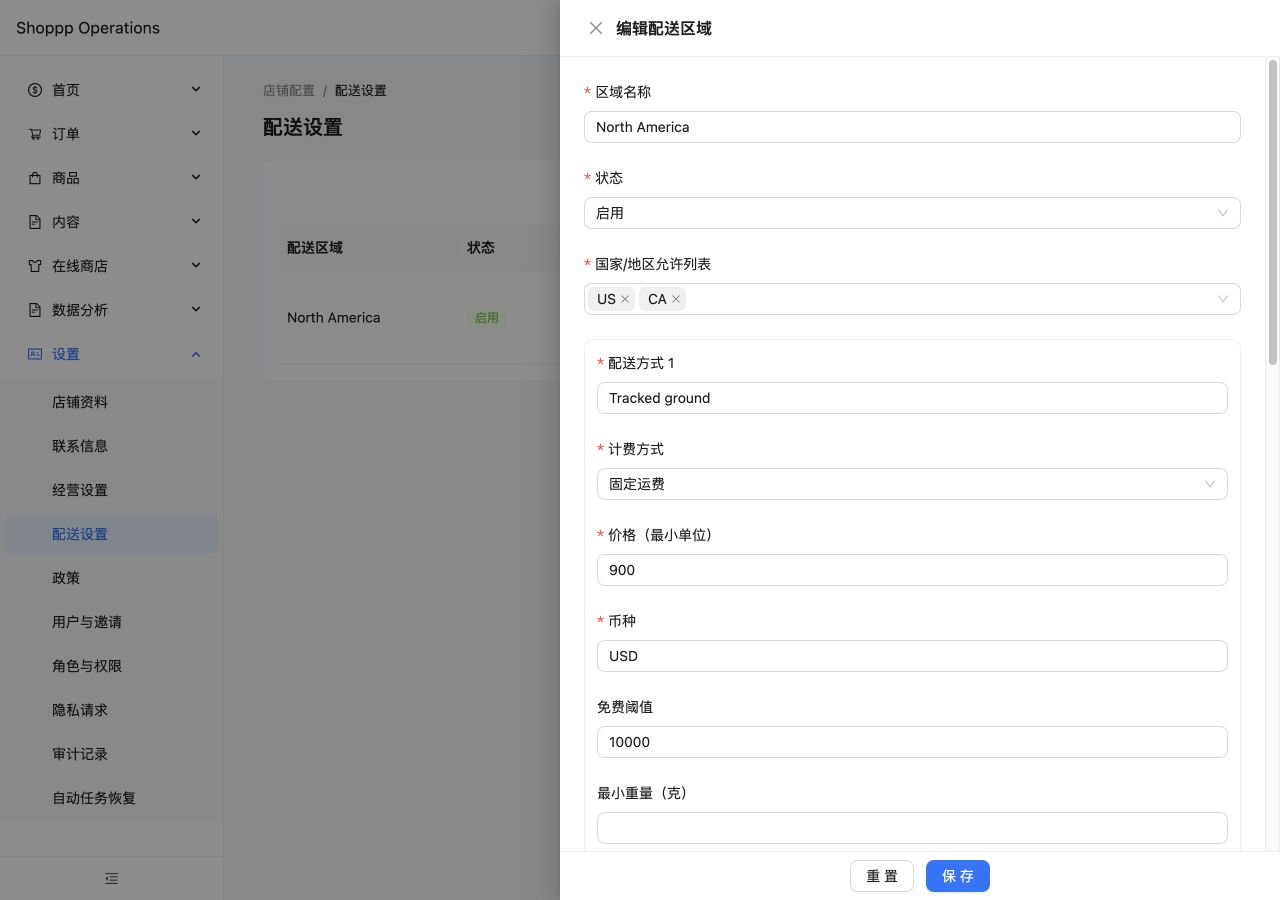 Shoppp Operations
首页
订单
商品
内容
在线商店
数据分析
设置
店铺资料
联系信息
经营设置
配送设置
政策
用户与邀请
角色与权限
隐私请求
审计记录
自动任务恢复
店铺配置 / 配送设置
配送设置
配送区域 状态
North America 启用
编辑配送区域
* 区域名称
North America
* 状态
启用
* 国家/地区允许列表
US CA
* 配送方式 1
Tracked ground
* 计费方式
固定运费
* 价格（最小单位）
900
* 币种
USD
免费阈值
10000
最小重量（克）
重 置 保 存